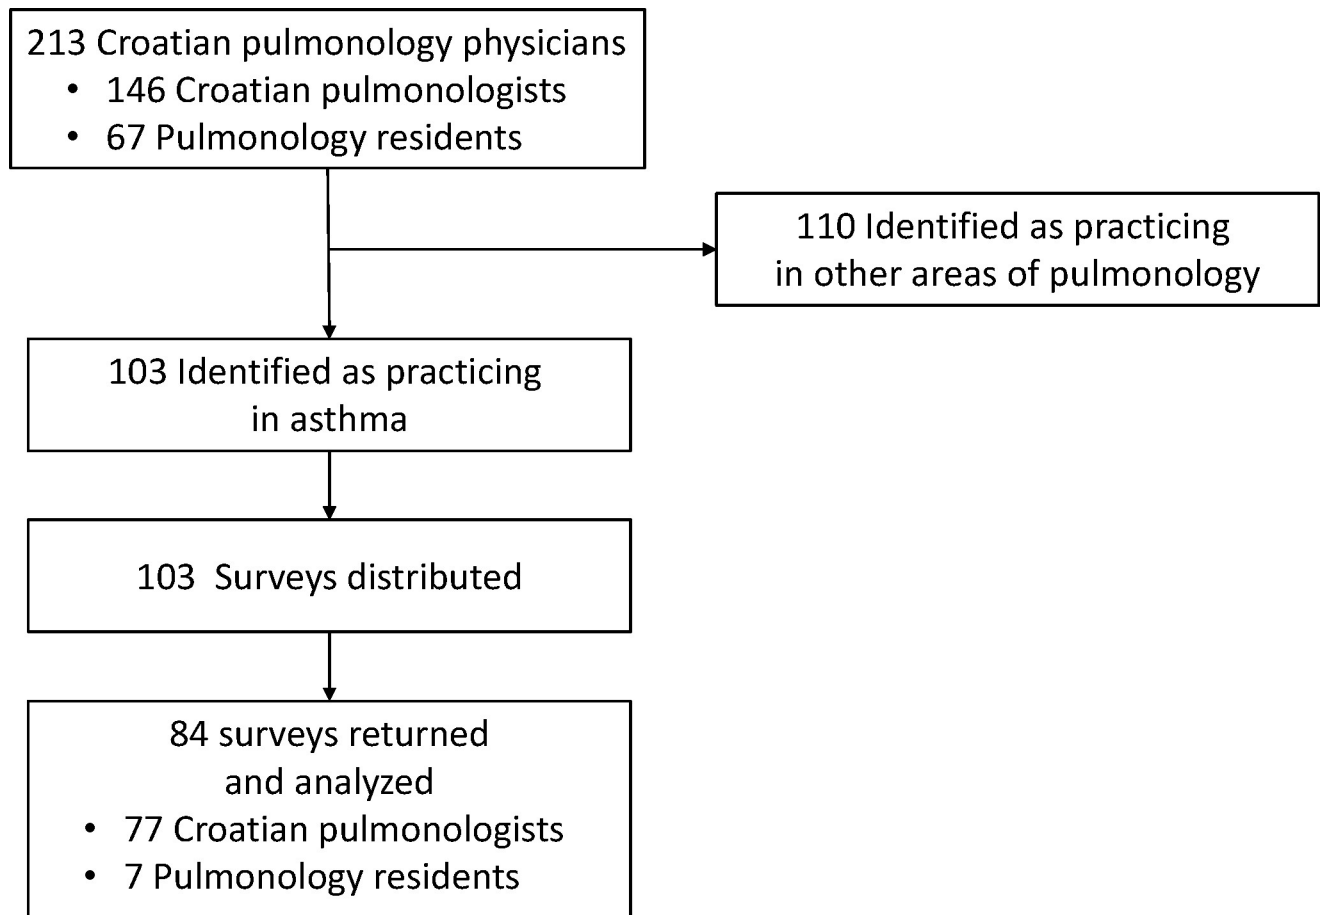 213 Croatian pulmonology physicians
• 146 Croatian pulmonologists
• 67 Pulmonology residents
110 Identified as practicing
in other areas of pulmonology
103 Identified as practicing
in asthma
103  Surveys distributed
84 surveys returned
and analyzed
• 77 Croatian pulmonologists
• 7 Pulmonology residents